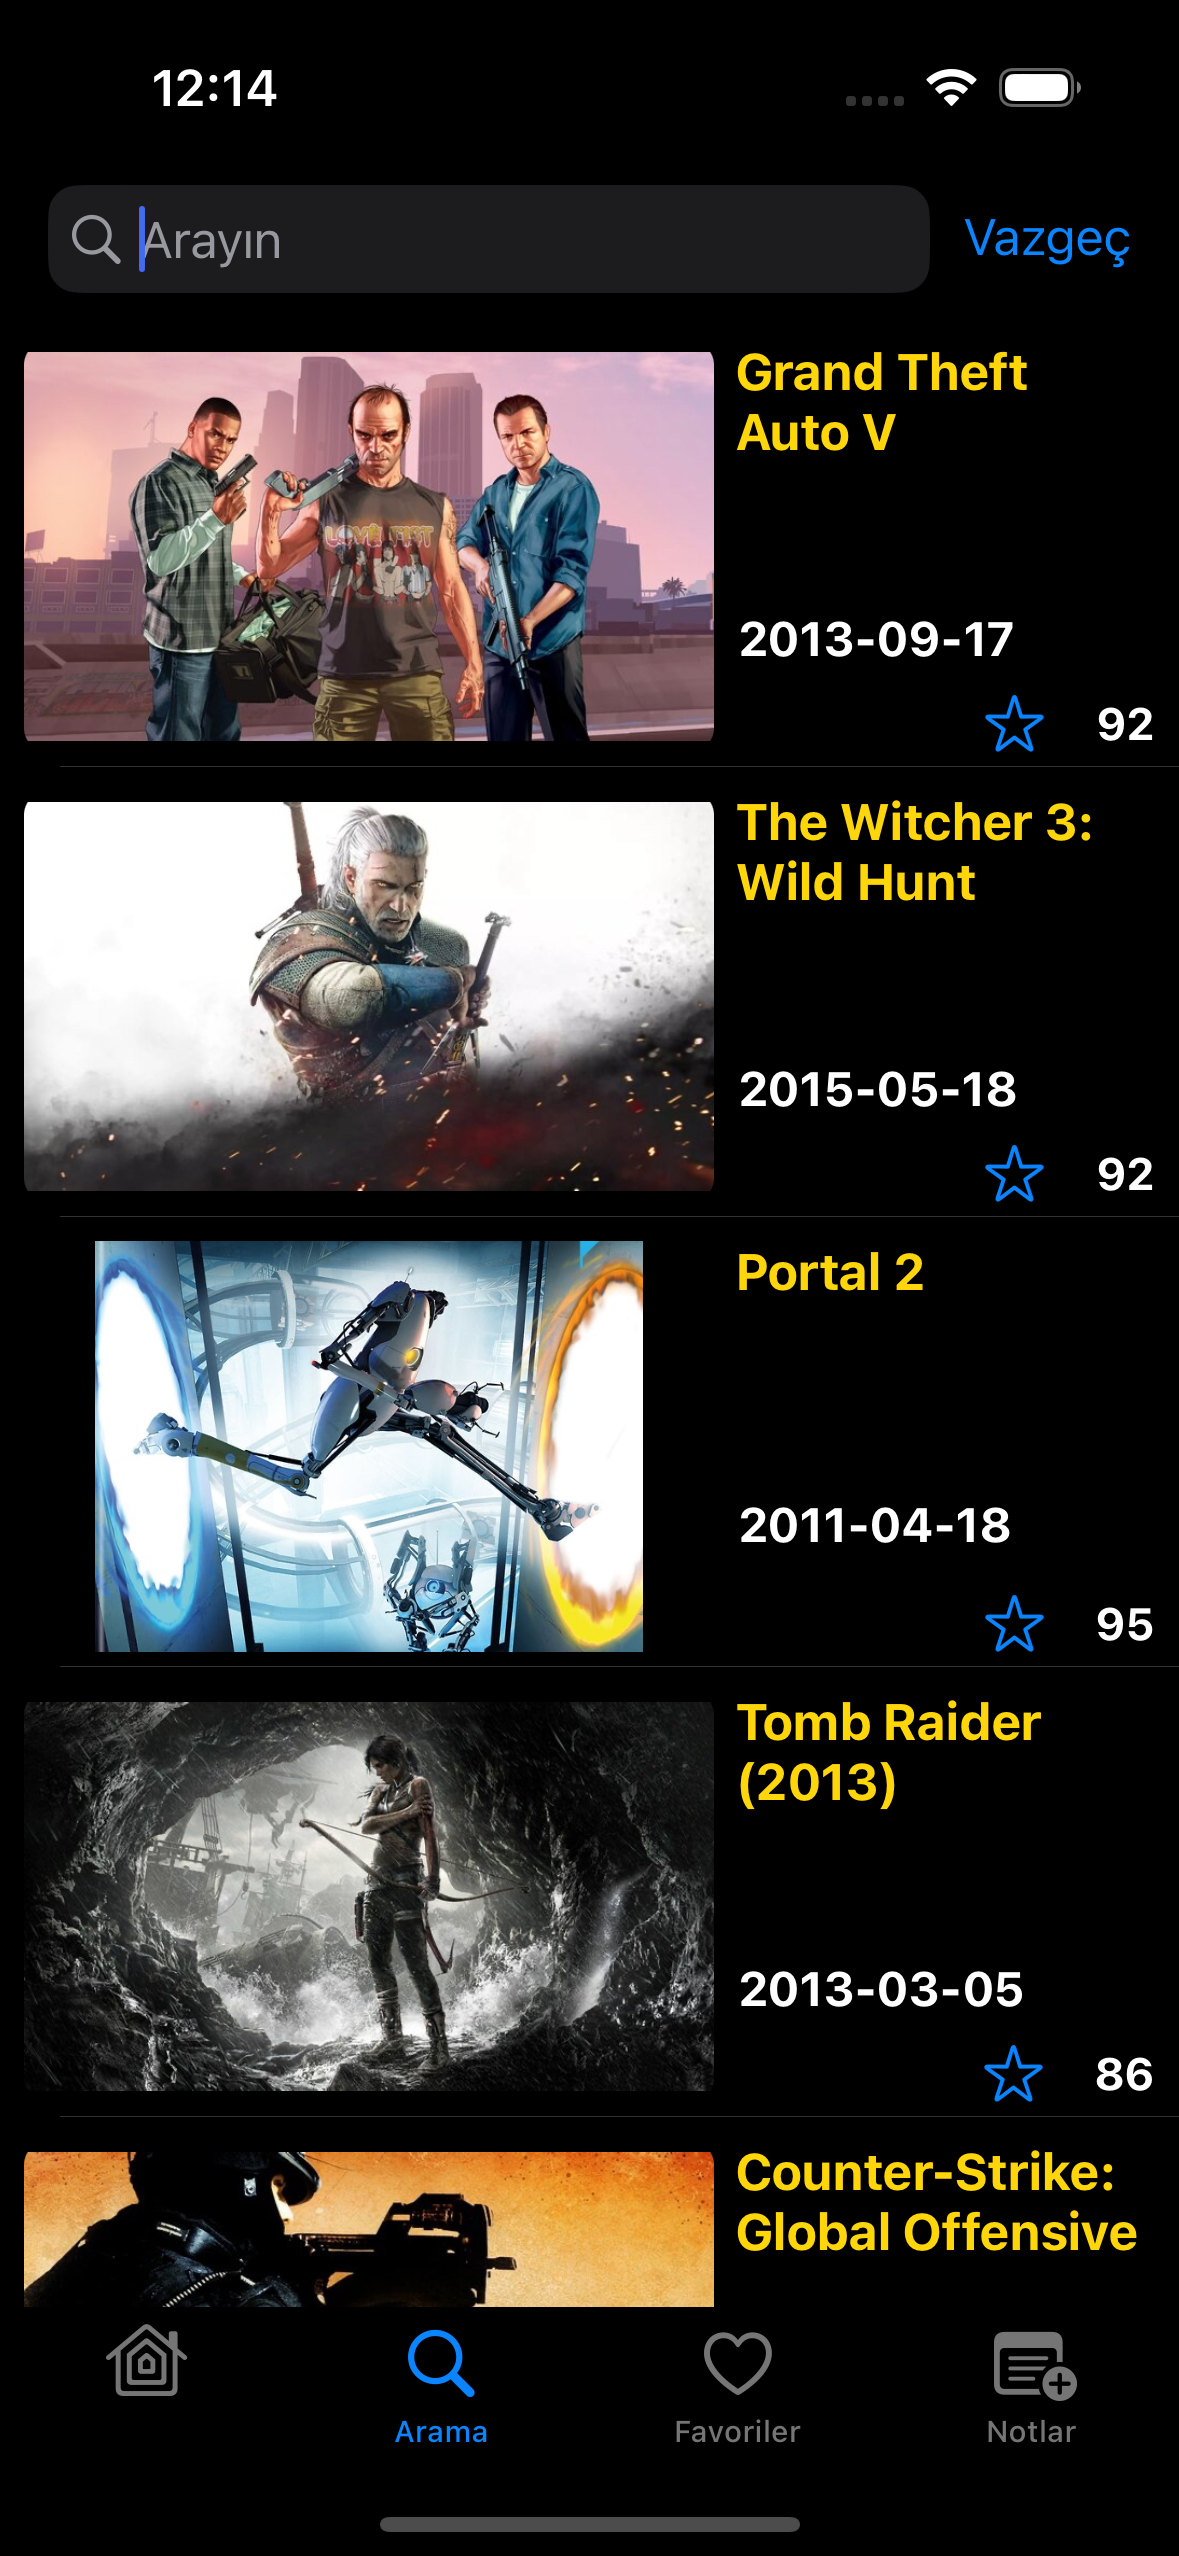 12:14
Arayın
Vazgeç
Grand Theft
Auto V
LOVE FIST
2013-09-17
92
The Witcher 3:
Wild Hunt
2015-05-18
92
Portal 2
2011-04-18
95
Tomb Raider
(2013)
2013-03-05
86
Counter-Strike:
Global Offensive
Arama
Favoriler
Notlar